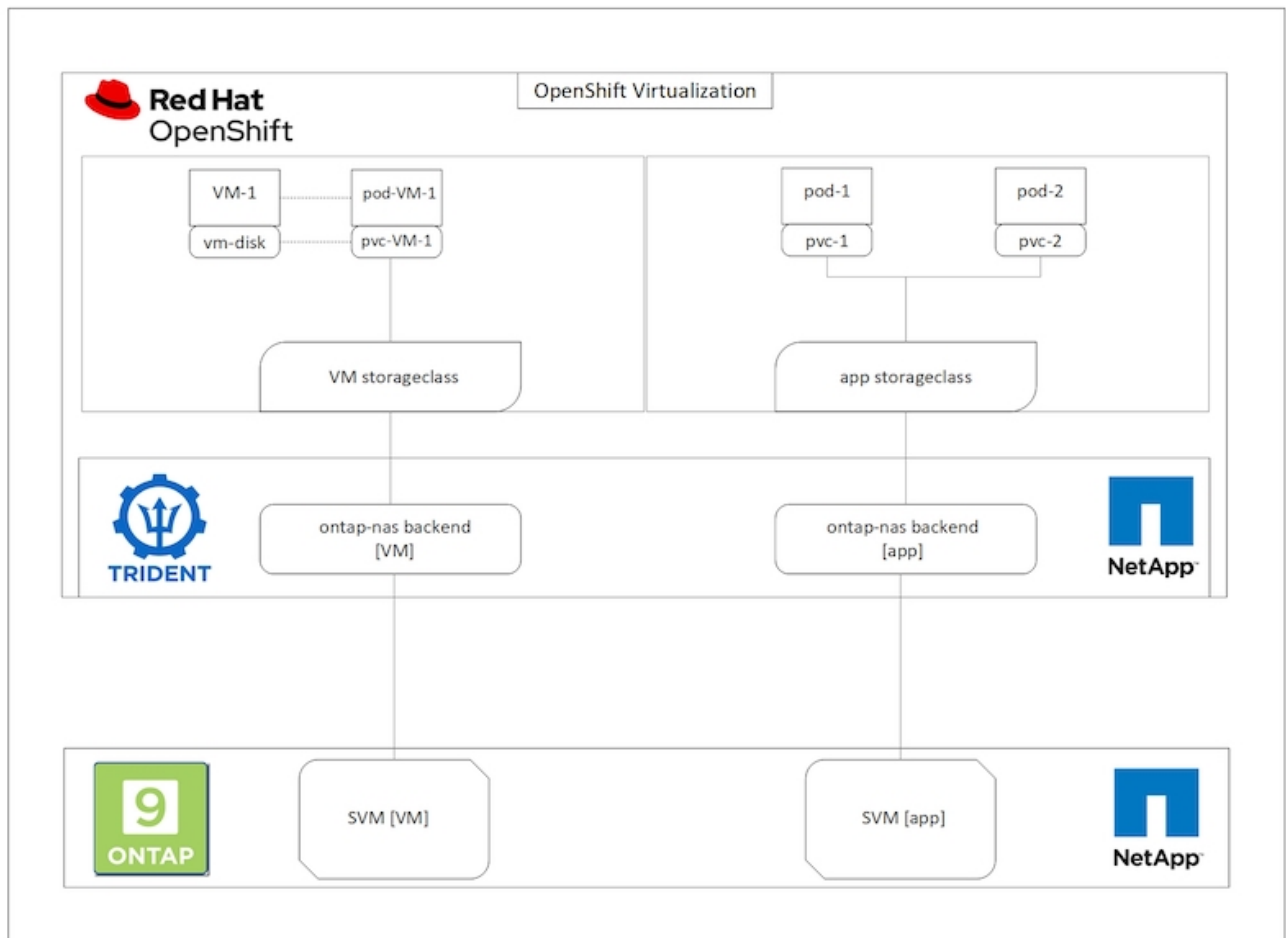 Red Hat
OpenShift
OpenShift Virtualization
VM-1
pod-VM-1
vm-disk
pvc-VM-1
pod-1
pod-2
pvc-1
pvc-2
VM storageclass
app storageclass
TRIDENT
ontap-nas backend
[VM]
ontap-nas backend
[app]
NetApp™
9
ONTAP
SVM [VM]
SVM [app]
NetApp™